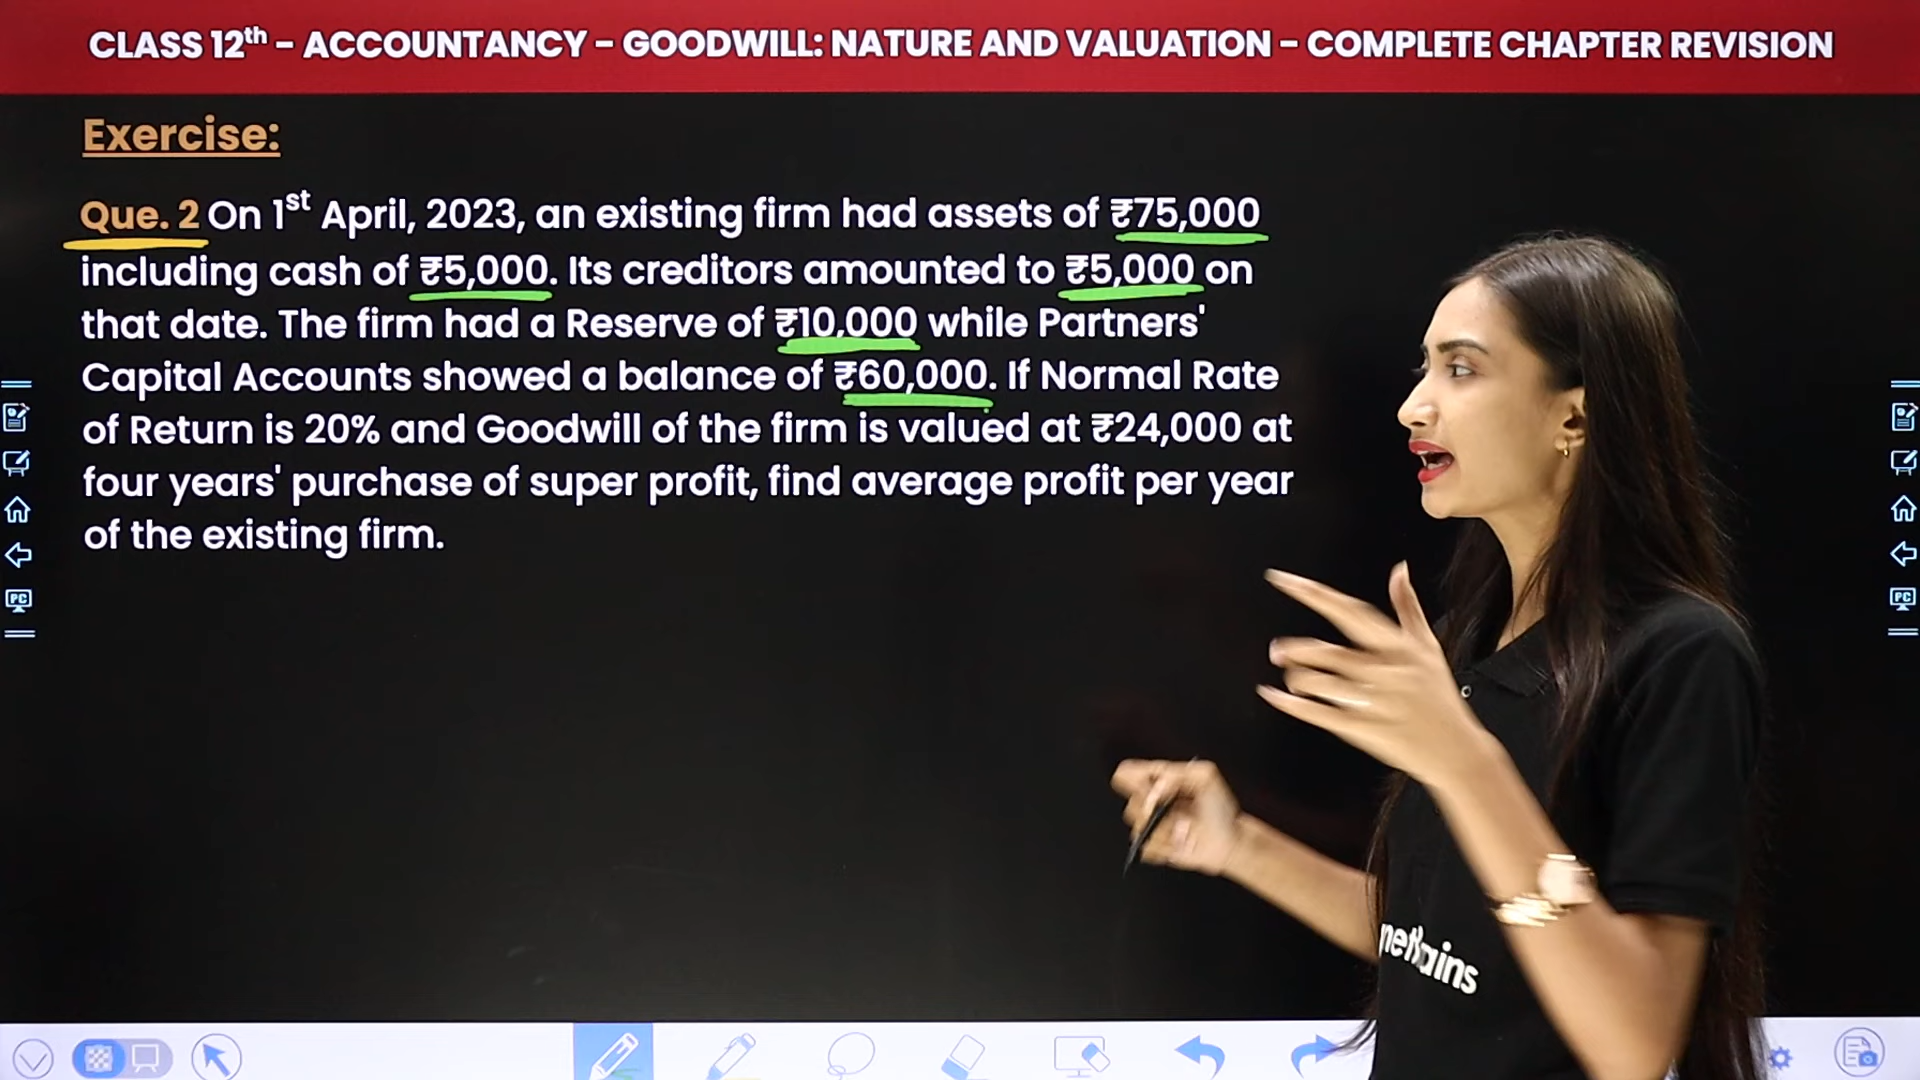 CLASS 12th – ACCOUNTANCY – GOODWILL: NATURE AND VALUATION – COMPLETE CHAPTER REVISION
Exercise:
Que. 2 On 1st April, 2023, an existing firm had assets of ₹75,000
including cash of ₹5,000. Its creditors amounted to ₹5,000 on
that date. The firm had a Reserve of ₹10,000 while Partners'
Capital Accounts showed a balance of ₹60,000. If Normal Rate
of Return is 20% and Goodwill of the firm is valued at ₹24,000 at
four years' purchase of super profit, find average profit per year
of the existing firm.
PC
PC